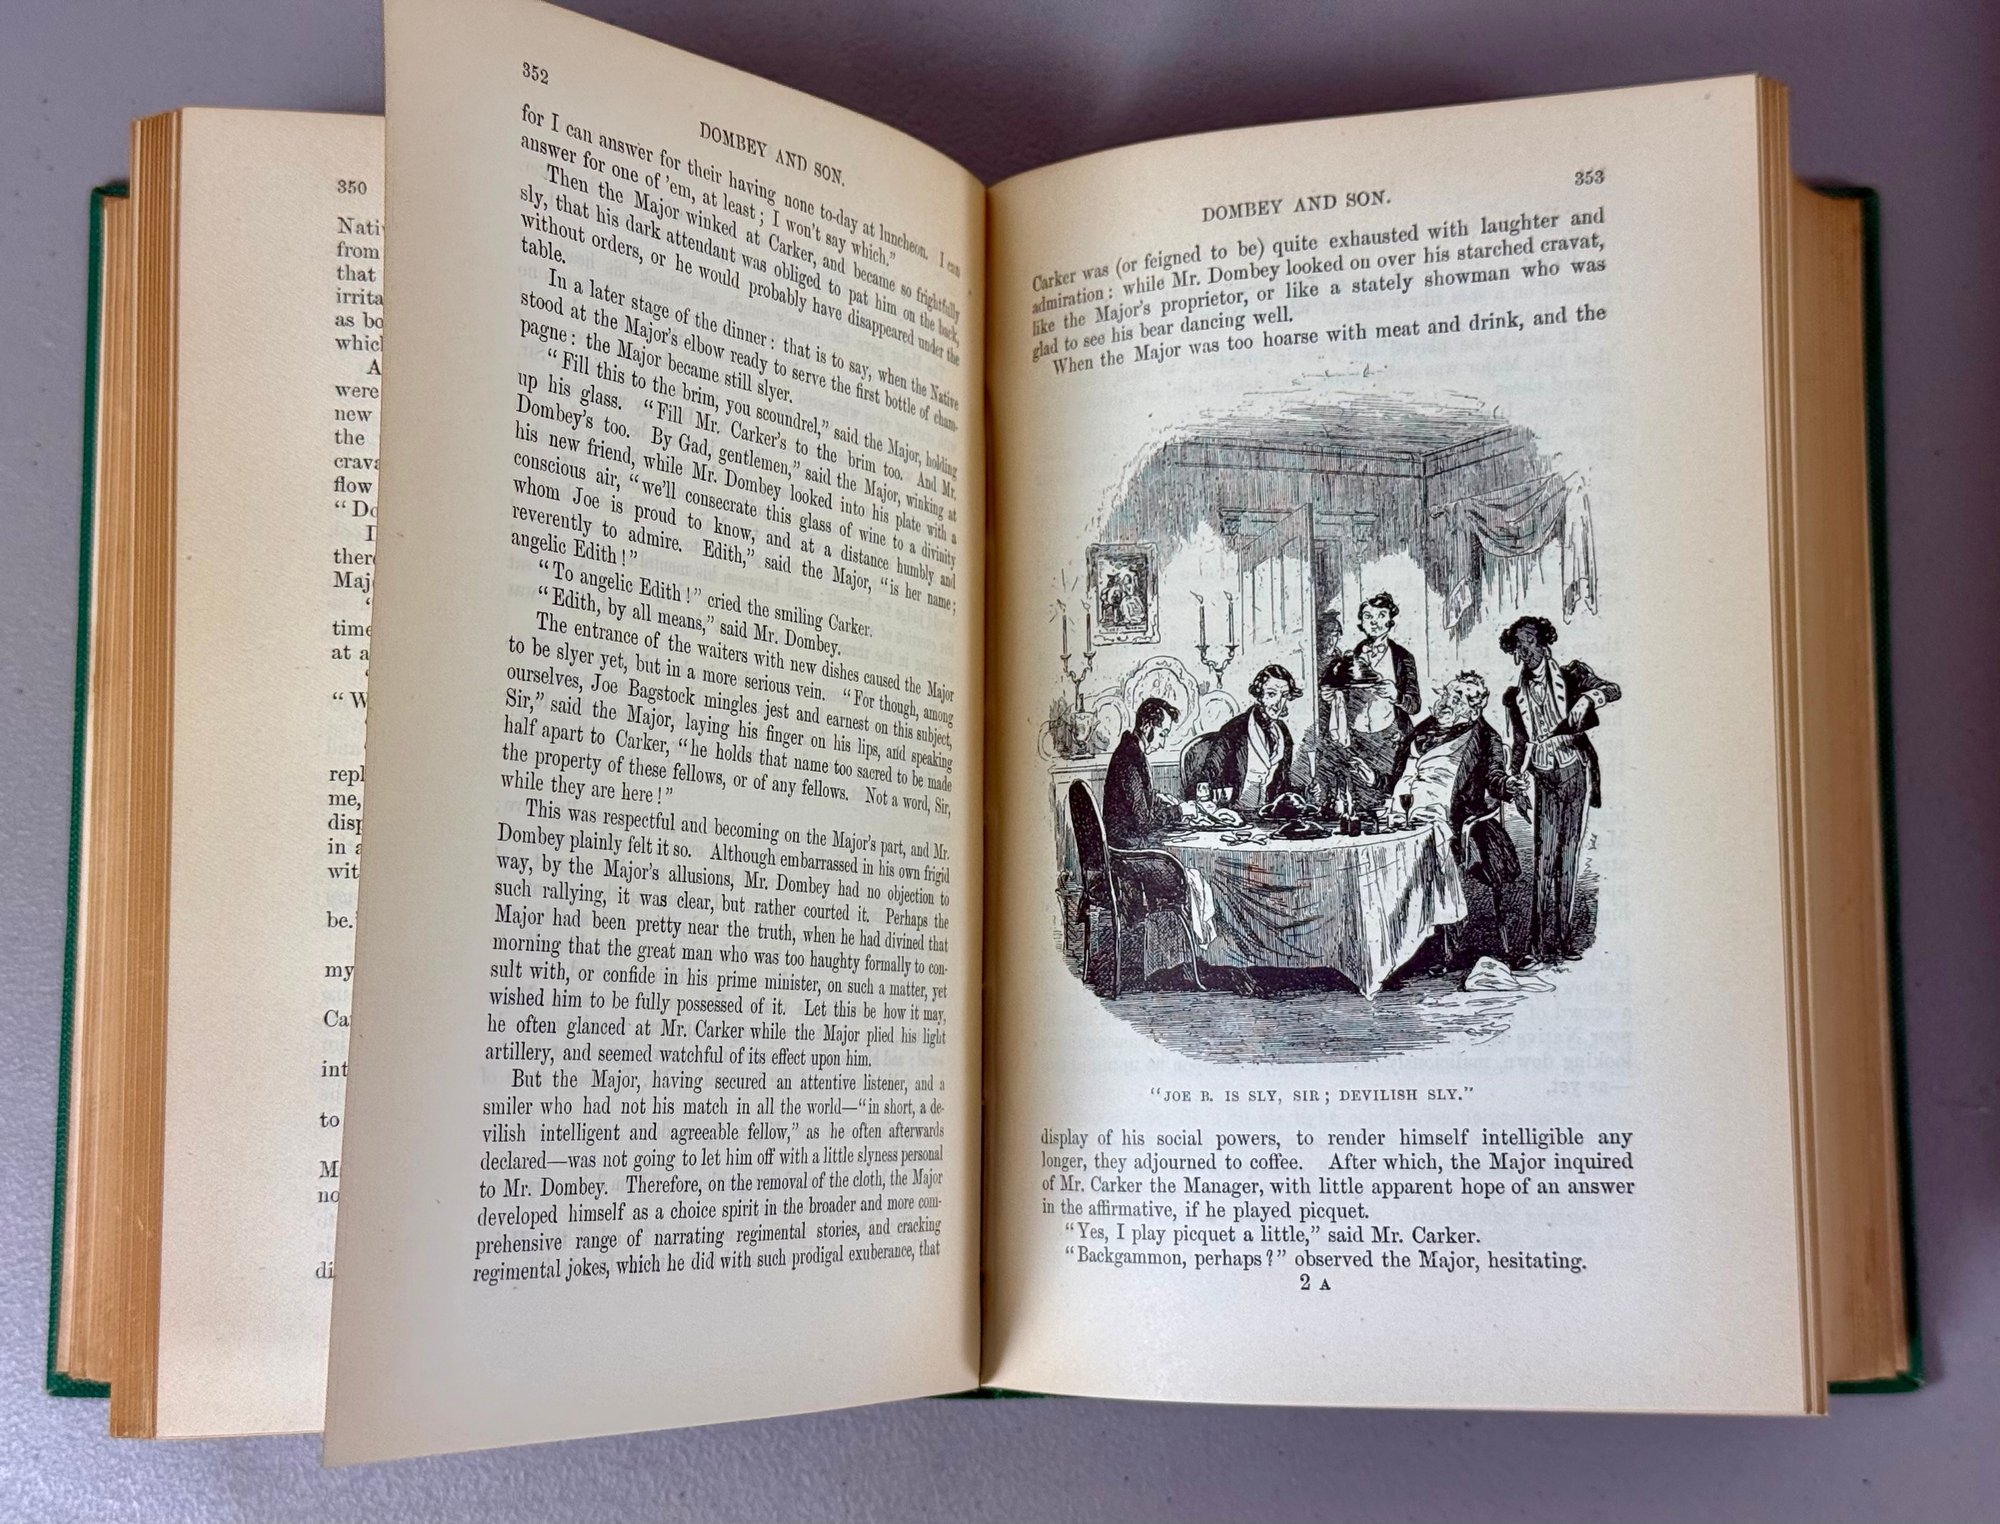 350
Nativ
from
that
irrita
as bo
which
A
were
new
the
crava
flow
"Do
I
there
Majo
"
time
at a
"
"W
repl
me,
disp
in a
wit
be."
my
Ca
int
to
M
no
di
352
DOMBEY AND SON.
for I can answer for their having none to-day at luncheon. I can
answer for one of 'em, at least; I won't say which."
Then the Major winked at Carker, and became so frightfully
sly, that his dark attendant was obliged to pat him on the back,
without orders, or he would probably have disappeared under the
table.
In a later stage of the dinner: that is to say, when the Native
stood at the Major's elbow ready to serve the first bottle of cham-
pagne: the Major became still slyer.
"Fill this to the brim, you scoundrel," said the Major, holding
up his glass. "Fill Mr. Carker's to the brim too. And Mr.
Dombey's too. By Gad, gentlemen," said the Major, winking at
his new friend, while Mr. Dombey looked into his plate with a
conscious air, "we'll consecrate this glass of wine to a divinity
whom Joe is proud to know, and at a distance humbly and
reverently to admire. Edith," said the Major, "is her name;
angelic Edith!"
"To angelic Edith!" cried the smiling Carker.
"Edith, by all means," said Mr. Dombey.
The entrance of the waiters with new dishes caused the Major
to be slyer yet, but in a more serious vein. "For though, among
ourselves, Joe Bagstock mingles jest and earnest on this subject,
Sir," said the Major, laying his finger on his lips, and speaking
half apart to Carker, "he holds that name too sacred to be made
the property of these fellows, or of any fellows. Not a word, Sir,
while they are here!"
This was respectful and becoming on the Major's part, and Mr.
Dombey plainly felt it so. Although embarrassed in his own frigid
way, by the Major's allusions, Mr. Dombey had no objection to
such rallying, it was clear, but rather courted it. Perhaps the
Major had been pretty near the truth, when he had divined that
morning that the great man who was too haughty formally to con-
sult with, or confide in his prime minister, on such a matter, yet
wished him to be fully possessed of it. Let this be how it may,
he often glanced at Mr. Carker while the Major plied his light
artillery, and seemed watchful of its effect upon him.
But the Major, having secured an attentive listener, and a
smiler who had not his match in all the world—"in short, a de-
vilish intelligent and agreeable fellow," as he often afterwards
declared—was not going to let him off with a little slyness personal
to Mr. Dombey. Therefore, on the removal of the cloth, the Major
developed himself as a choice spirit in the broader and more com-
prehensive range of narrating regimental stories, and cracking
regimental jokes, which he did with such prodigal exuberance, that
353
DOMBEY AND SON.
Carker was (or feigned to be) quite exhausted with laughter and
admiration: while Mr. Dombey looked on over his starched cravat,
like the Major's proprietor, or like a stately showman who was
glad to see his bear dancing well.
When the Major was too hoarse with meat and drink, and the
"JOE B. IS SLY, SIR; DEVILISH SLY."
display of his social powers, to render himself intelligible any
longer, they adjourned to coffee. After which, the Major inquired
of Mr. Carker the Manager, with little apparent hope of an answer
in the affirmative, if he played picquet.
"Yes, I play picquet a little," said Mr. Carker.
"Backgammon, perhaps?" observed the Major, hesitating.
2 A